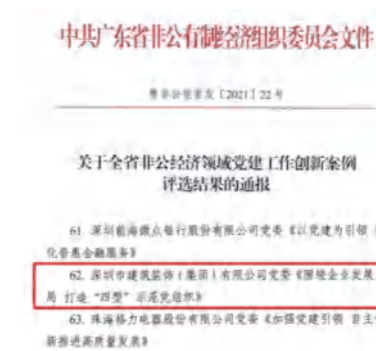 中共广东省非公有制经济组织委员会文件
〔2021〕22号
关于全省非公经济领域党建工作创新案例
评选结果的通报
61. 深圳前海微众银行股份有限公司党委《以党建为引领
化普惠金融服务》
62. 深圳市建筑装饰（集团）有限公司党委《围绕企业发展
局 打造“四型”示范党组织》
63. 珠海格力电器股份有限公司党委《加强党建引领 自主
新推进高质量发展》